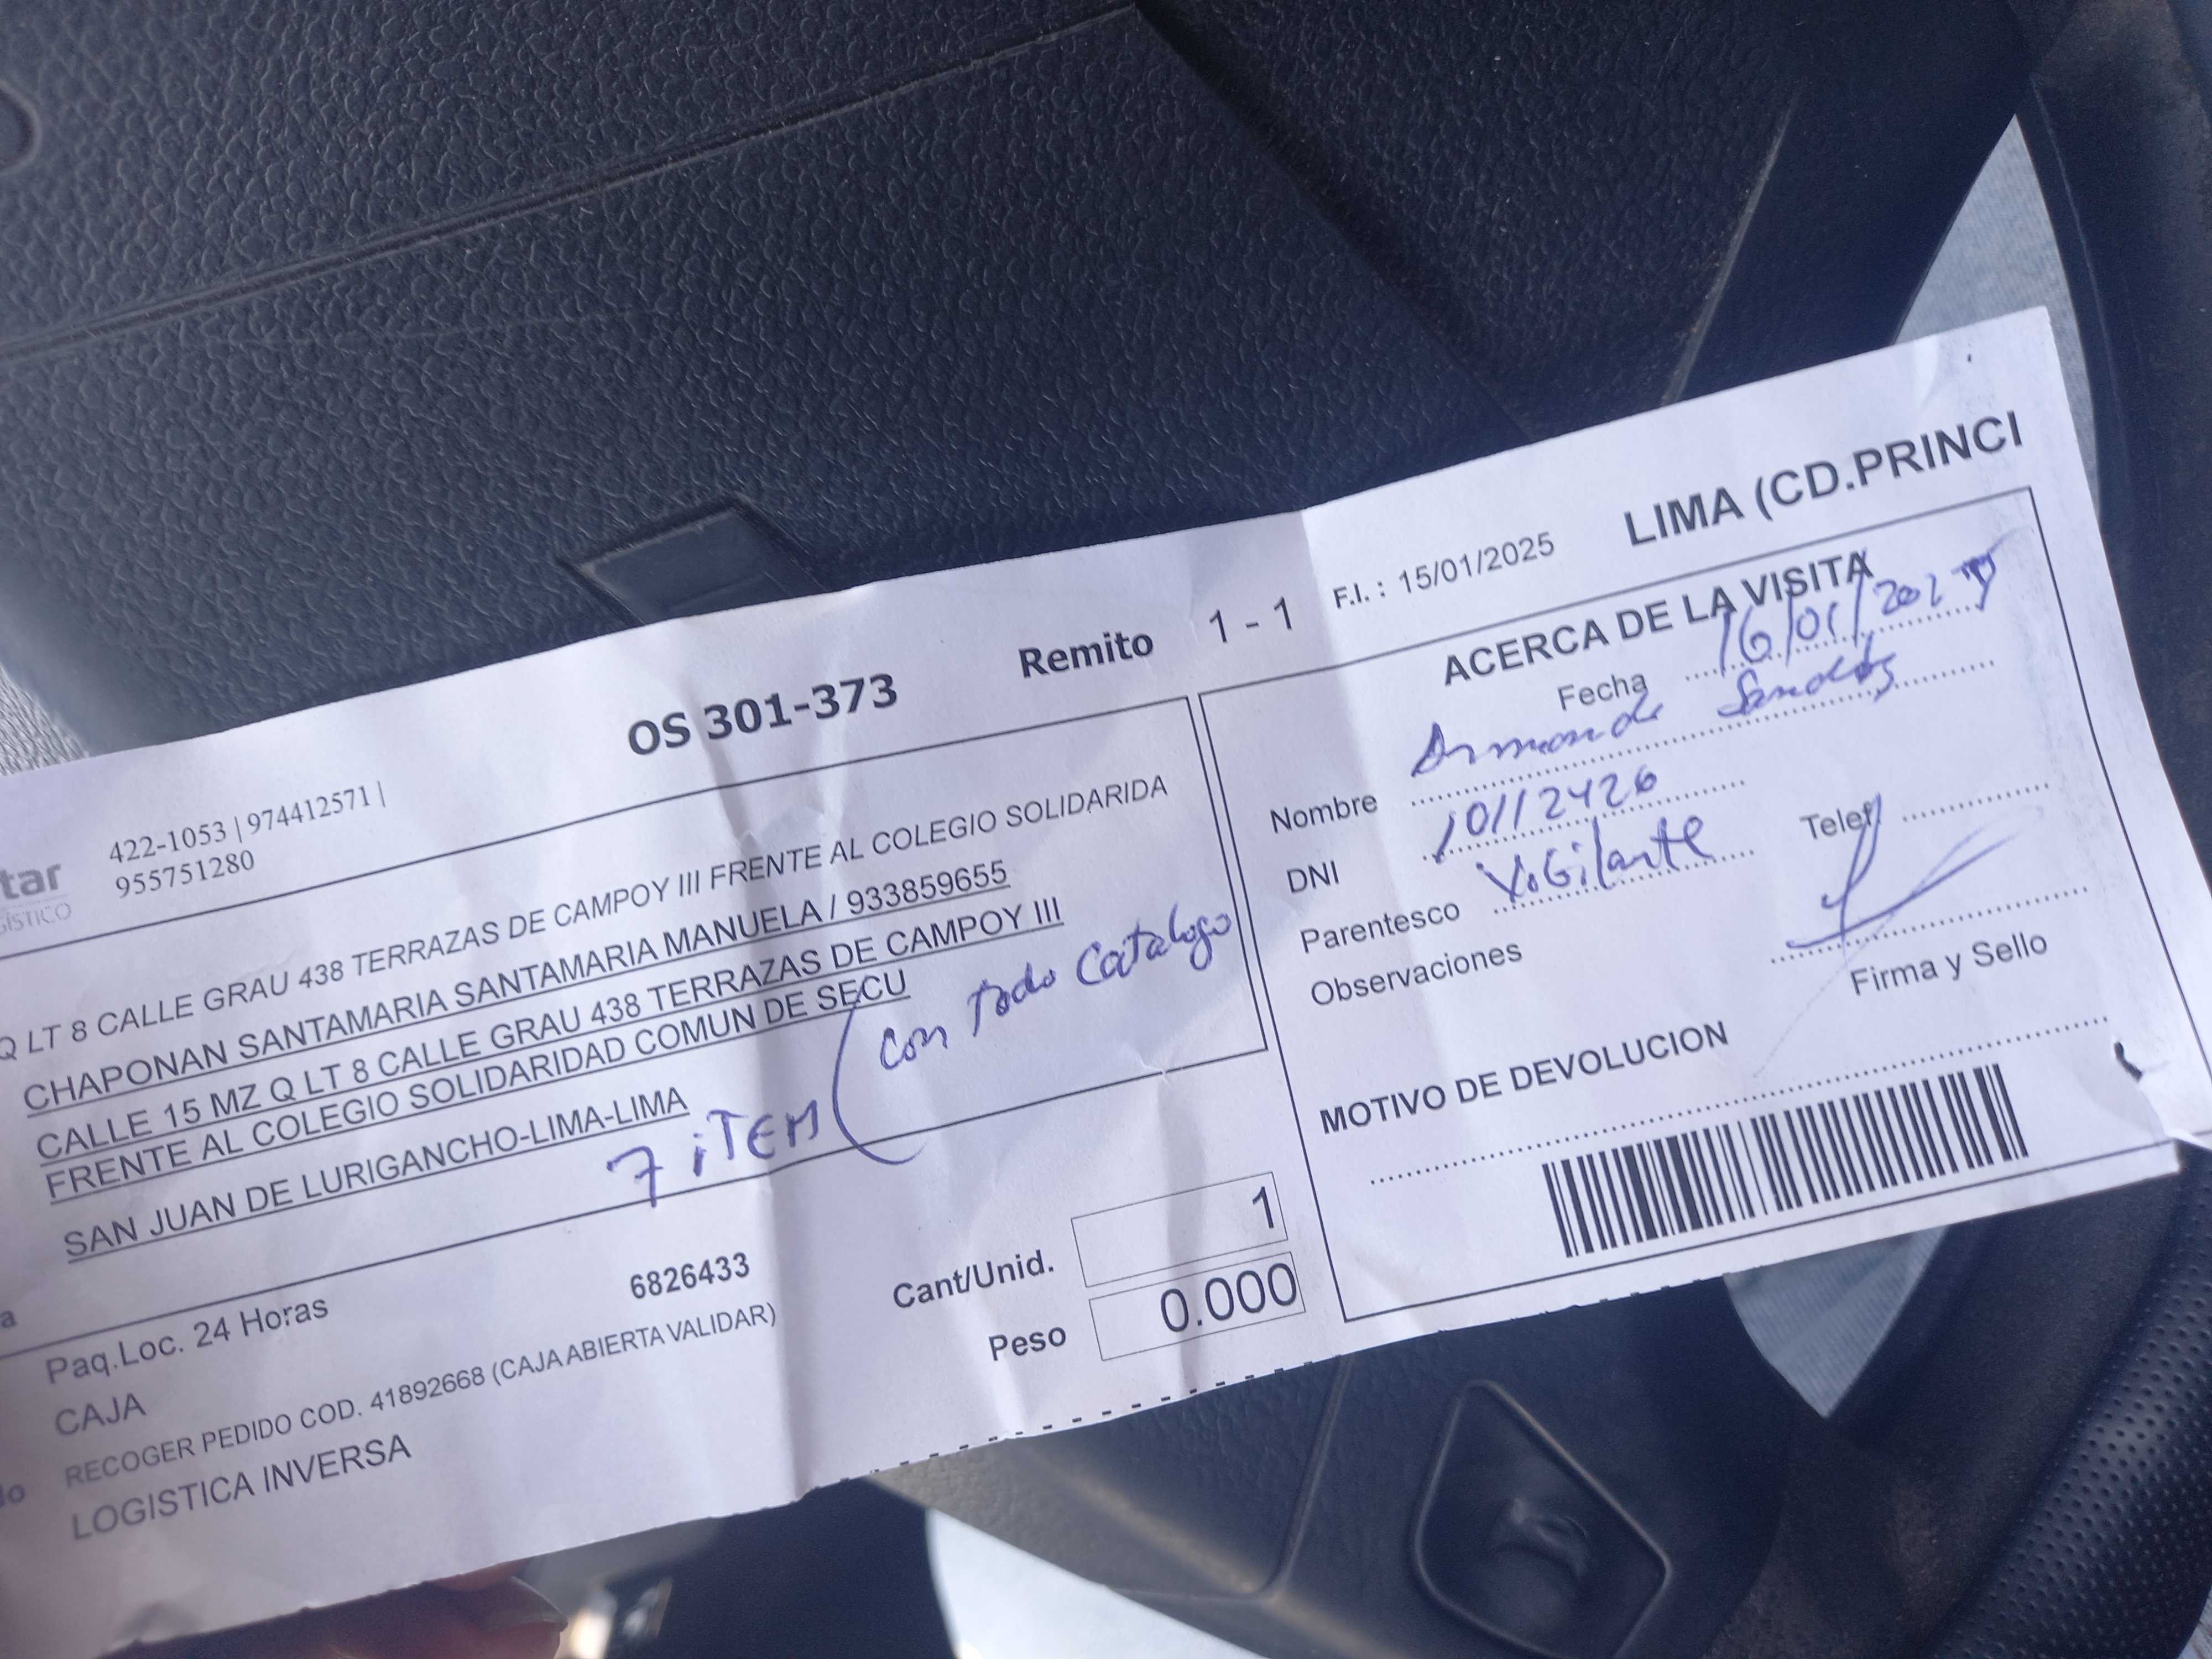 tar
GÍSTICO
422-1053 | 974412571 |
955751280
OS 301-373
Remito 1 - 1
F.I. : 15/01/2025
LIMA (CD.PRINCI
Q LT 8 CALLE GRAU 438 TERRAZAS DE CAMPOY III FRENTE AL COLEGIO SOLIDARIDA
CHAPONAN SANTAMARIA SANTAMARIA MANUELA / 933859655
CALLE 15 MZ Q LT 8 CALLE GRAU 438 TERRAZAS DE CAMPOY III
FRENTE AL COLEGIO SOLIDARIDAD COMUN DE SECU
SAN JUAN DE LURIGANCHO-LIMA-LIMA
7 iTEM ( con todo Catalogo
a
Paq.Loc. 24 Horas
6826433
CAJA
RECOGER PEDIDO COD. 41892668 (CAJA ABIERTA VALIDAR)
LOGISTICA INVERSA
do
Cant/Unid. 1
Peso 0.000
ACERCA DE LA VISITA
Fecha 16/01/
Nombre
DNI 10112426
Telef.
Parentesco ViGilante
Observaciones
Firma y Sello
MOTIVO DE DEVOLUCION